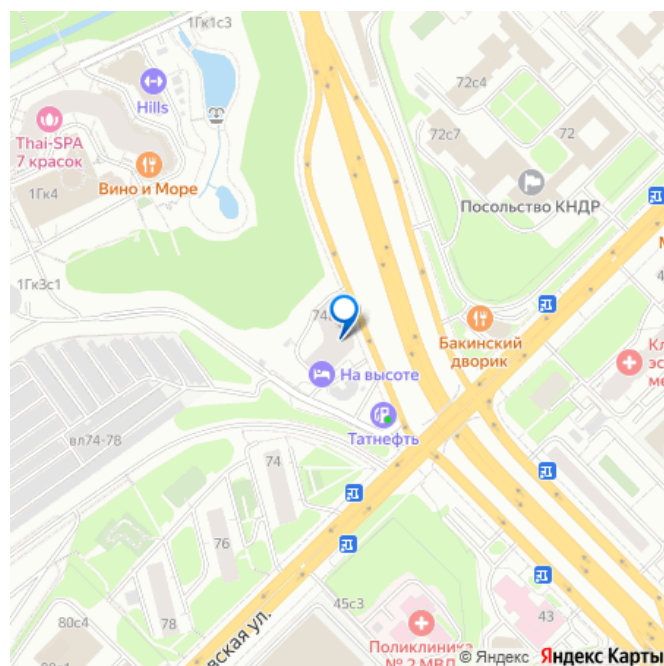 1Гк1с3
Hills
Thai-SPA
7 красок
1Гк4
Вино и Море
72с4
72с7
72
Посольство КНДР
1Гк3с1
Бакинский
дворик
На высоте
Татнефть
вл74-78
74
76
78
80с4
45с3
43
Поликлиника
№ 2 МВД
© Яндекс Яндекс Карты